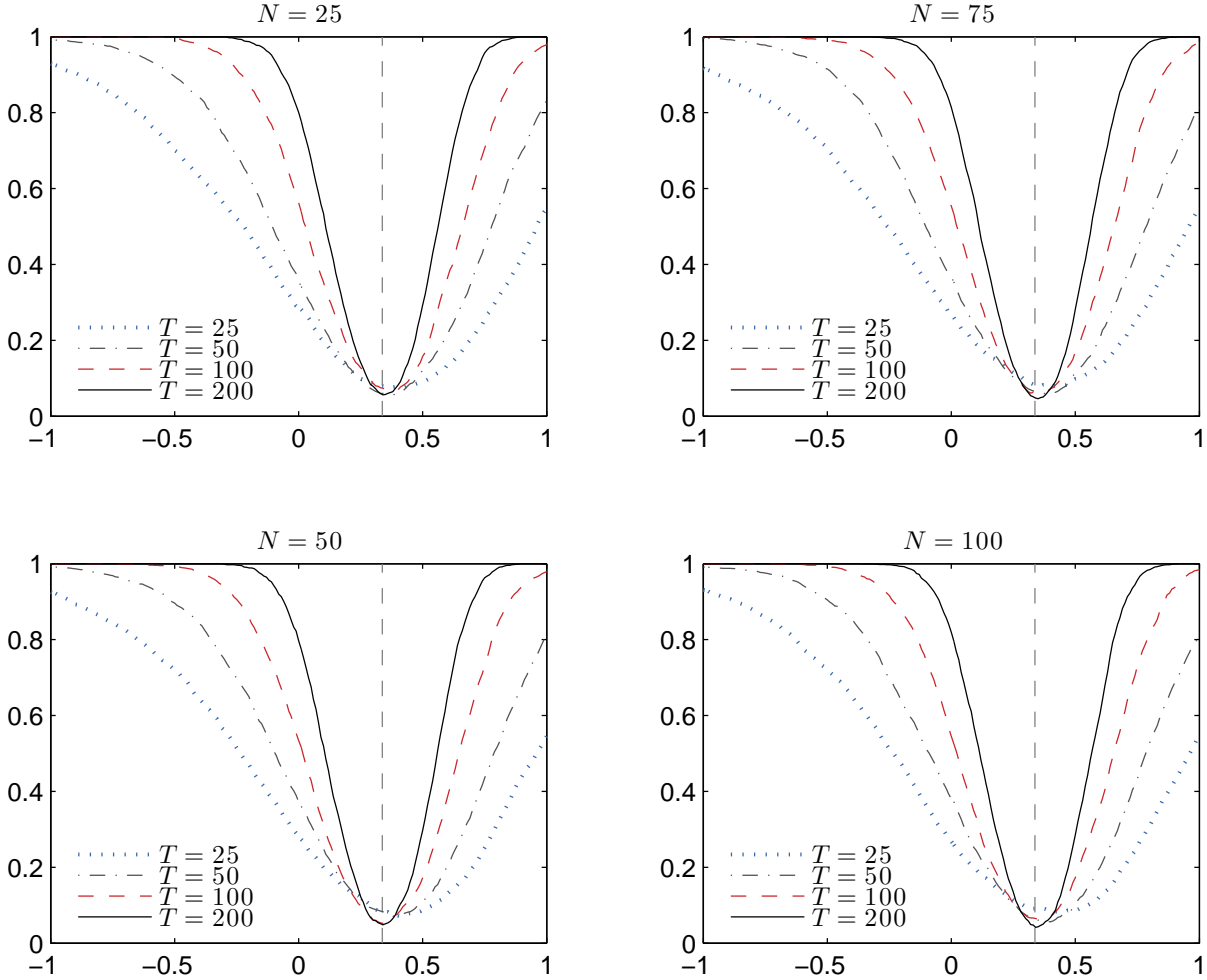 N = 25
1
0.8
0.6
0.4
0.2
0
−1
−0.5
0
0.5
1
T = 25
T = 50
T = 100
T = 200
N = 75
1
0.8
0.6
0.4
0.2
0
−1
−0.5
0
0.5
1
T = 25
T = 50
T = 100
T = 200
N = 50
1
0.8
0.6
0.4
0.2
0
−1
−0.5
0
0.5
1
T = 25
T = 50
T = 100
T = 200
N = 100
1
0.8
0.6
0.4
0.2
0
−1
−0.5
0
0.5
1
T = 25
T = 50
T = 100
T = 200